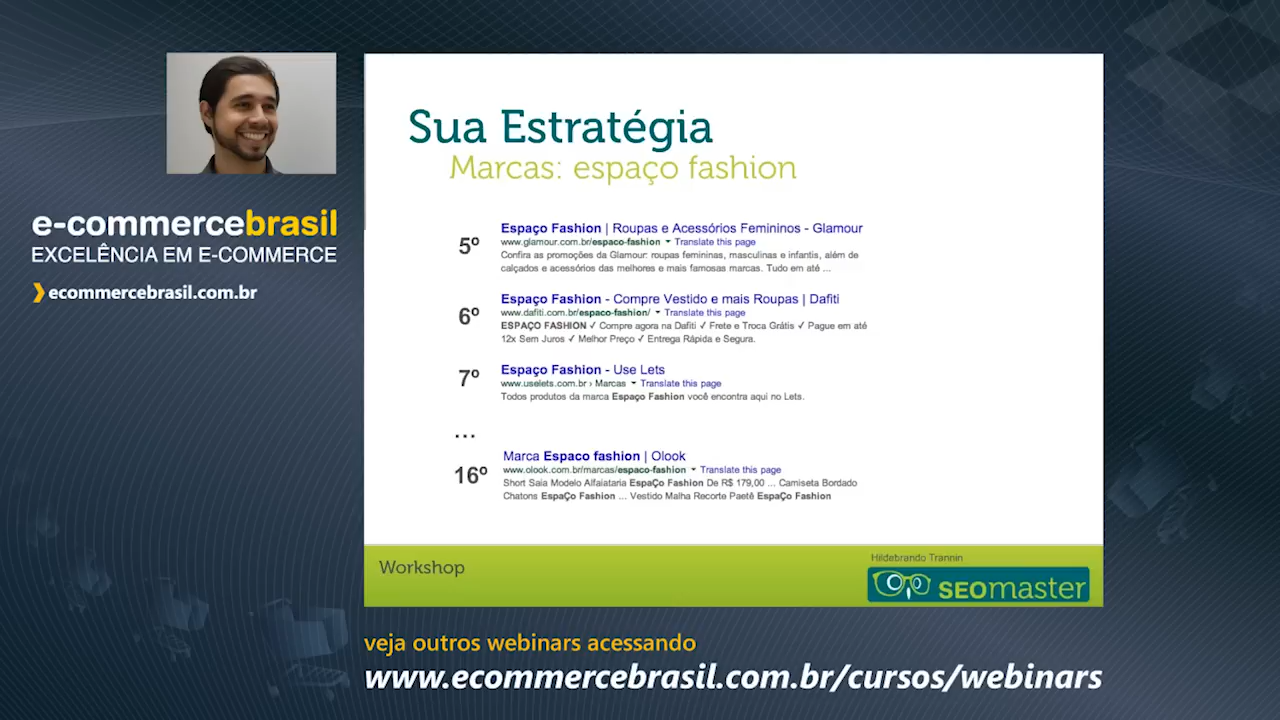 e-commercebrasil
EXCELÊNCIA EM E-COMMERCE
ecommercebrasil.com.br
Sua Estratégia
Marcas: espaço fashion
5º
Espaço Fashion | Roupas e Acessórios Femininos - Glamour
www.glamour.com.br/espaco-fashion ▼ Translate this page
Confira as promoções da Glamour: roupas femininas, masculinas e infantis, além de
calçados e acessórios das melhores e mais famosas marcas. Tudo em até ...
6º
Espaço Fashion - Compre Vestido e mais Roupas | Dafiti
www.dafiti.com.br/espaco-fashion/ ▼ Translate this page
ESPAÇO FASHION ✓ Compre agora na Dafiti ✓ Frete e Troca Grátis ✓ Pague em até
12x Sem Juros ✓ Melhor Preço ✓ Entrega Rápida e Segura.
7º
Espaço Fashion - Use Lets
www.uselets.com.br › Marcas ▼ Translate this page
Todos produtos da marca Espaço Fashion você encontra aqui no Lets.
...
16º
Marca Espaco fashion | Olook
www.olook.com.br/marcas/espaco-fashion ▼ Translate this page
Short Saia Modelo Alfaiataria EspaÇo Fashion De R$ 179,00 ... Camiseta Bordado
Chatons EspaÇo Fashion ... Vestido Malha Recorte Paetê EspaÇo Fashion
Workshop
Hildebrando Trannin
SEOmaster
veja outros webinars acessando
www.ecommercebrasil.com.br/cursos/webinars